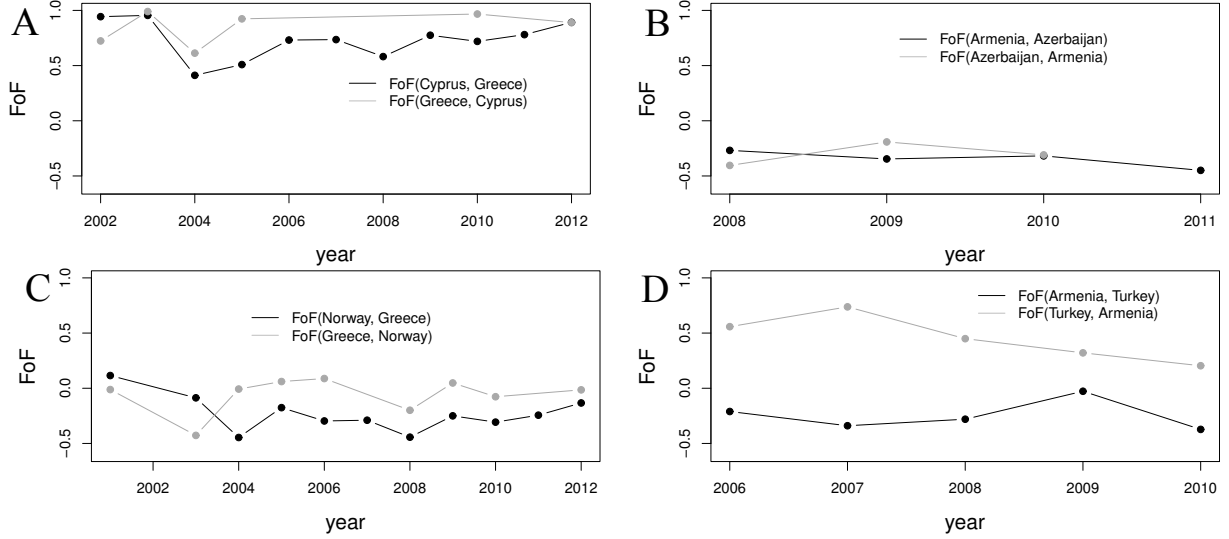 A
FoF
1.0
0.5
0.0
−0.5
FoF(Cyprus, Greece)
FoF(Greece, Cyprus)
2002 2004 2006 2008 2010 2012
year
B
FoF
1.0
0.5
0.0
−0.5
FoF(Armenia, Azerbaijan)
FoF(Azerbaijan, Armenia)
2008 2009 2010 2011
year
C
FoF
1.0
0.5
0.0
−0.5
FoF(Norway, Greece)
FoF(Greece, Norway)
2002 2004 2006 2008 2010 2012
year
D
FoF
1.0
0.5
0.0
−0.5
FoF(Armenia, Turkey)
FoF(Turkey, Armenia)
2006 2007 2008 2009 2010
year